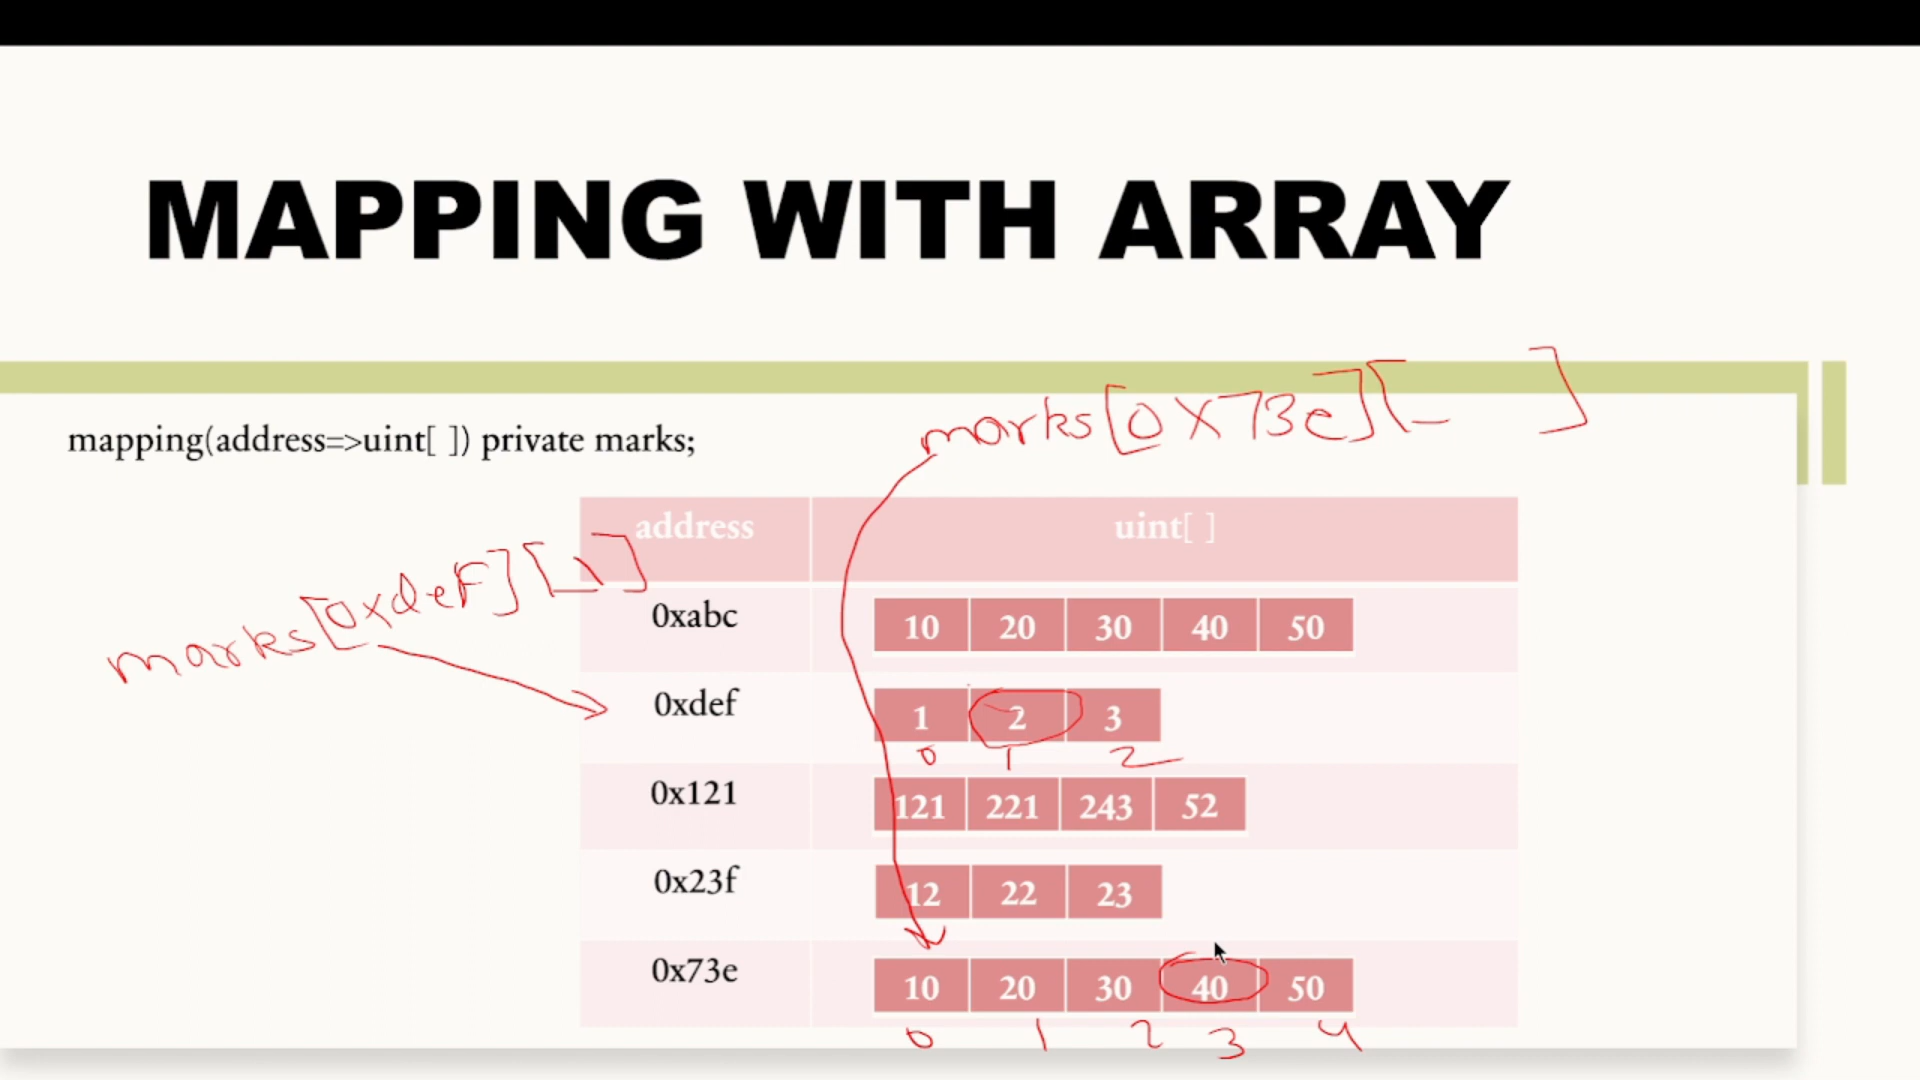 MAPPING WITH ARRAY
marks[0X73e][_ ]
mapping(address=>uint[ ]) private marks;
address uint[ ]
marks[0xdeF][1]
0xabc 10 20 30 40 50
0xdef 1 2 3
0 1 2
0x121 121 221 243 52
0x23f 12 22 23
0x73e 10 20 30 40 50
0 1 2 3 4